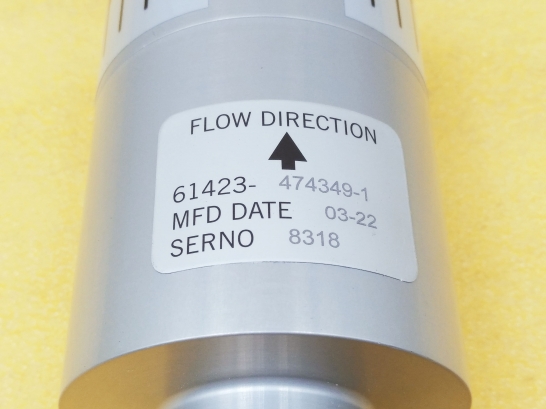 FLOW DIRECTION
61423- 474349-1
MFD DATE 03-22
SERNO 8318